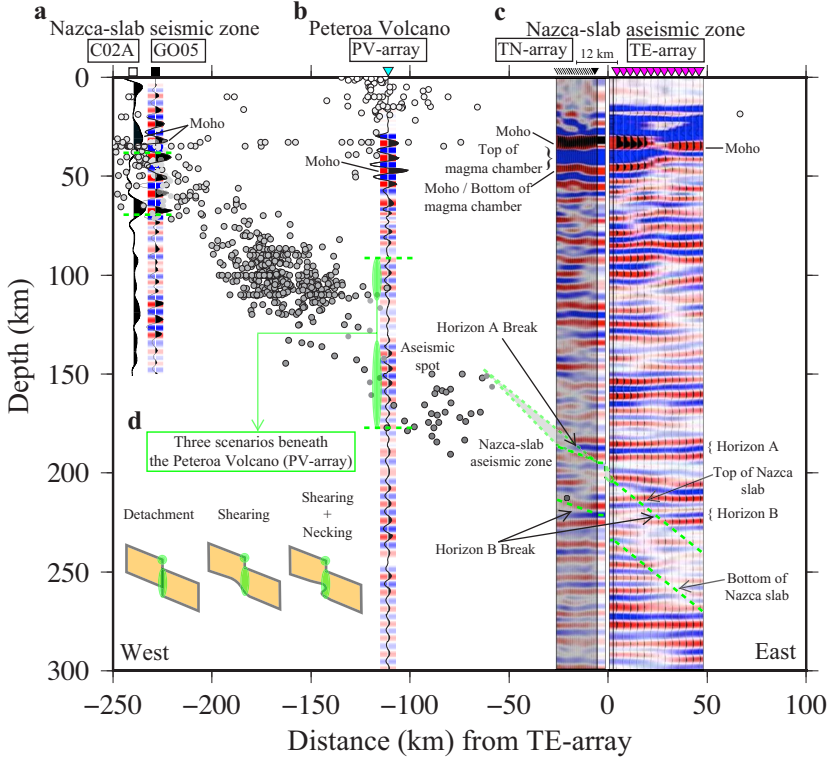 a
b
c
Nazca-slab seismic zone
Peteroa Volcano
Nazca-slab aseismic zone
C02A
GO05
PV-array
TN-array
12 km
TE-array
0
50
100
150
200
250
300
Depth (km)
Moho
Moho
Moho
Top of
magma chamber
Moho / Bottom of
magma chamber
Moho
Aseismic
spot
Horizon A Break
Nazca-slab
aseismic zone
Horizon B Break
Horizon A
Top of Nazca
slab
Horizon B
Bottom of
Nazca slab
d
Three scenarios beneath
the Peteroa Volcano (PV-array)
Detachment
Shearing
Shearing
+
Necking
West
East
−250
−200
−150
−100
−50
0
50
100
Distance (km) from TE-array